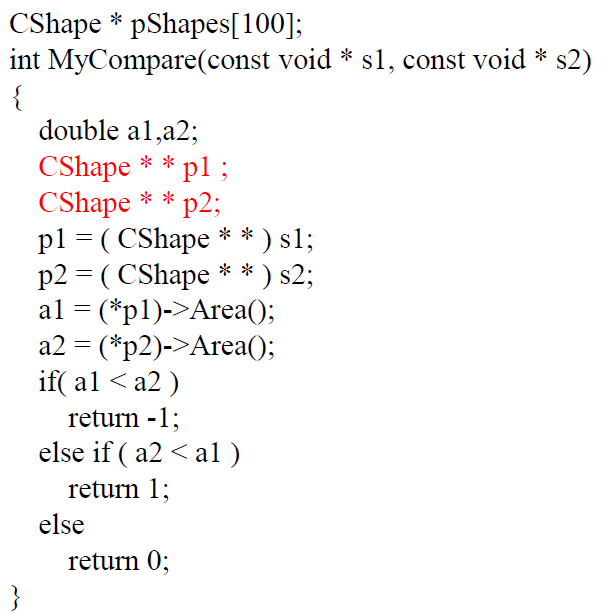 CShape * pShapes[100];
int MyCompare(const void * s1, const void * s2)
{
double a1,a2;
CShape * * p1 ;
CShape * * p2;
p1 = ( CShape * * ) s1;
p2 = ( CShape * * ) s2;
a1 = (*p1)->Area();
a2 = (*p2)->Area();
if( a1 < a2 )
return -1;
else if ( a2 < a1 )
return 1;
else
return 0;
}